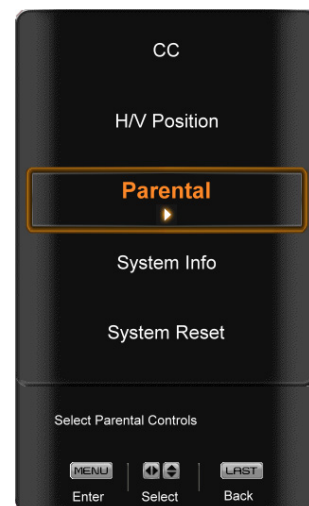 CC
H/V Position
Parental
System Info
System Reset
Select Parental Controls
MENU LAST
Enter Select Back